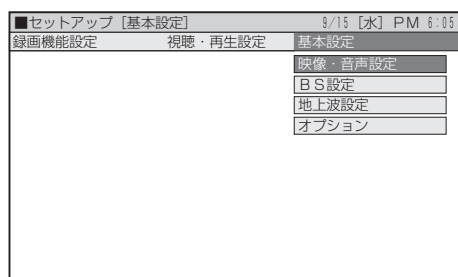 ■セットアップ［基本設定］ 9/15［水］PM 6:05
録画機能設定 視聴・再生設定 基本設定
映像・音声設定
ＢＳ設定
地上波設定
オプション